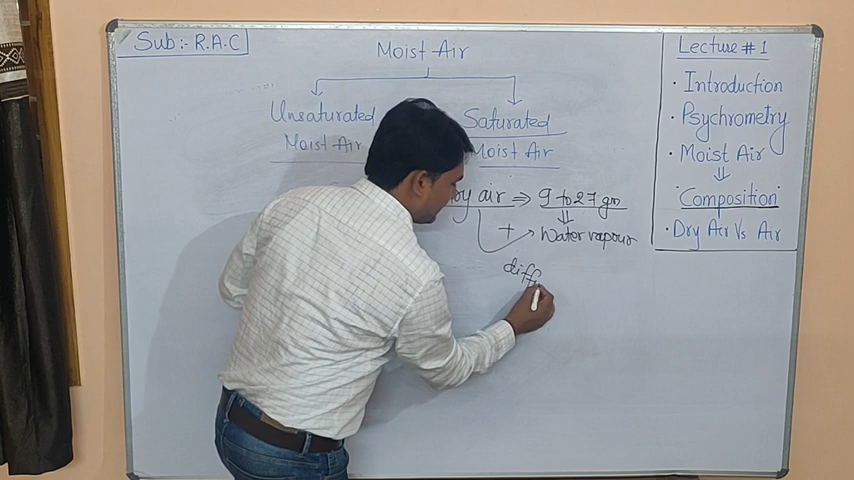 Sub:- R.A.C
Moist Air
Unsaturated
Moist Air
Saturated
Moist Air
air ⇒ 9 to 27 gm
⇓
+ → Water vapour
diff
Lecture # 1
· Introduction
· Psychrometry
· Moist Air
⇓
"Composition"
· Dry Air Vs Air